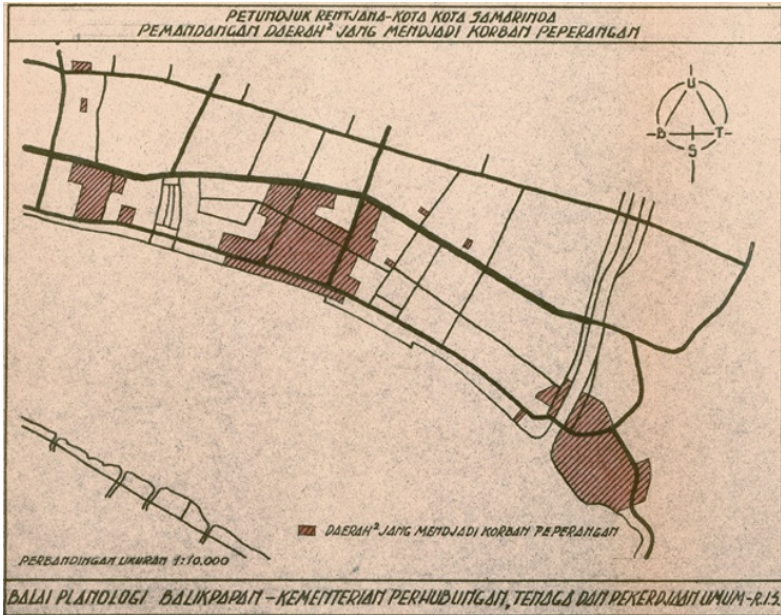 PETUNDJUK RENTJANA-KOTA KOTA SAMARINDA
PEMANDANGAN DAERAH² JANG MENDJADI KORBAN PEPERANGAN
U
B T
S
DAERAH² JANG MENDJADI KORBAN PEPERANGAN
PERBANDINGAN UKURAN 1:10.000
BALAI PLANOLOGI BALIKPAPAN – KEMENTERIAN PERHUBUNGAN, TENAGA DAN PEKERDJAAN UMUM – R.I.S.